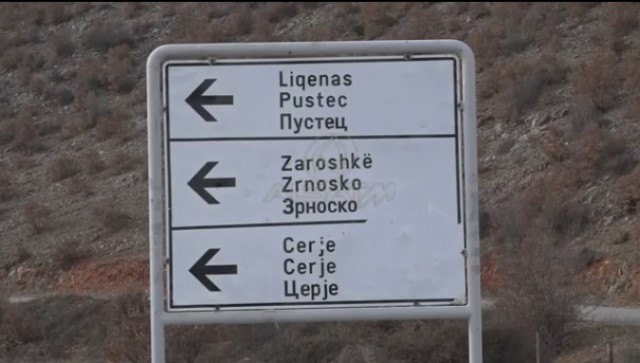 Liqenas
Pustec
Пустец
Zaroshkë
Zrnosko
Зрноско
Cerje
Cerje
Церје